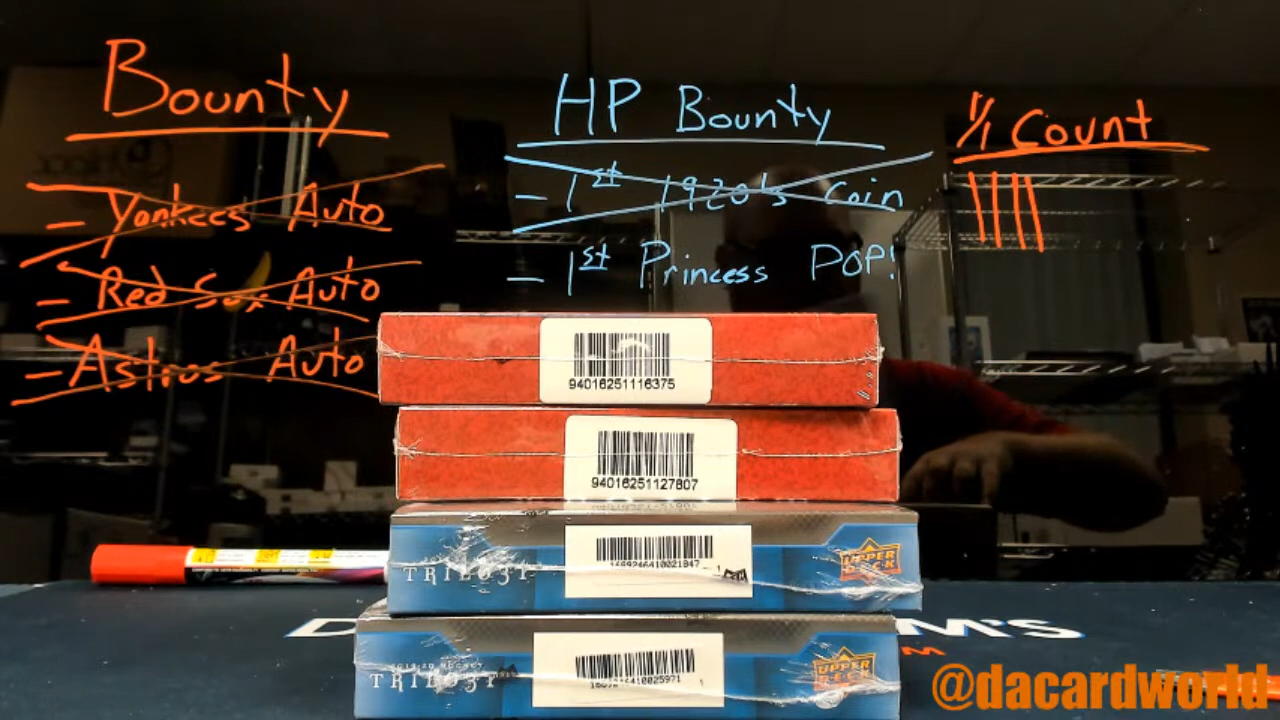 Bounty
- Yankees Auto
- Red Sox Auto
- Astros Auto
HP Bounty
- 1st 1920's Coin
- 1st Princess POP!
1/1 Count
94016251116375
94016251127807
TRILOGY
UPPER DECK
TRILOGY
UPPER DECK
M'S
@dacardworld